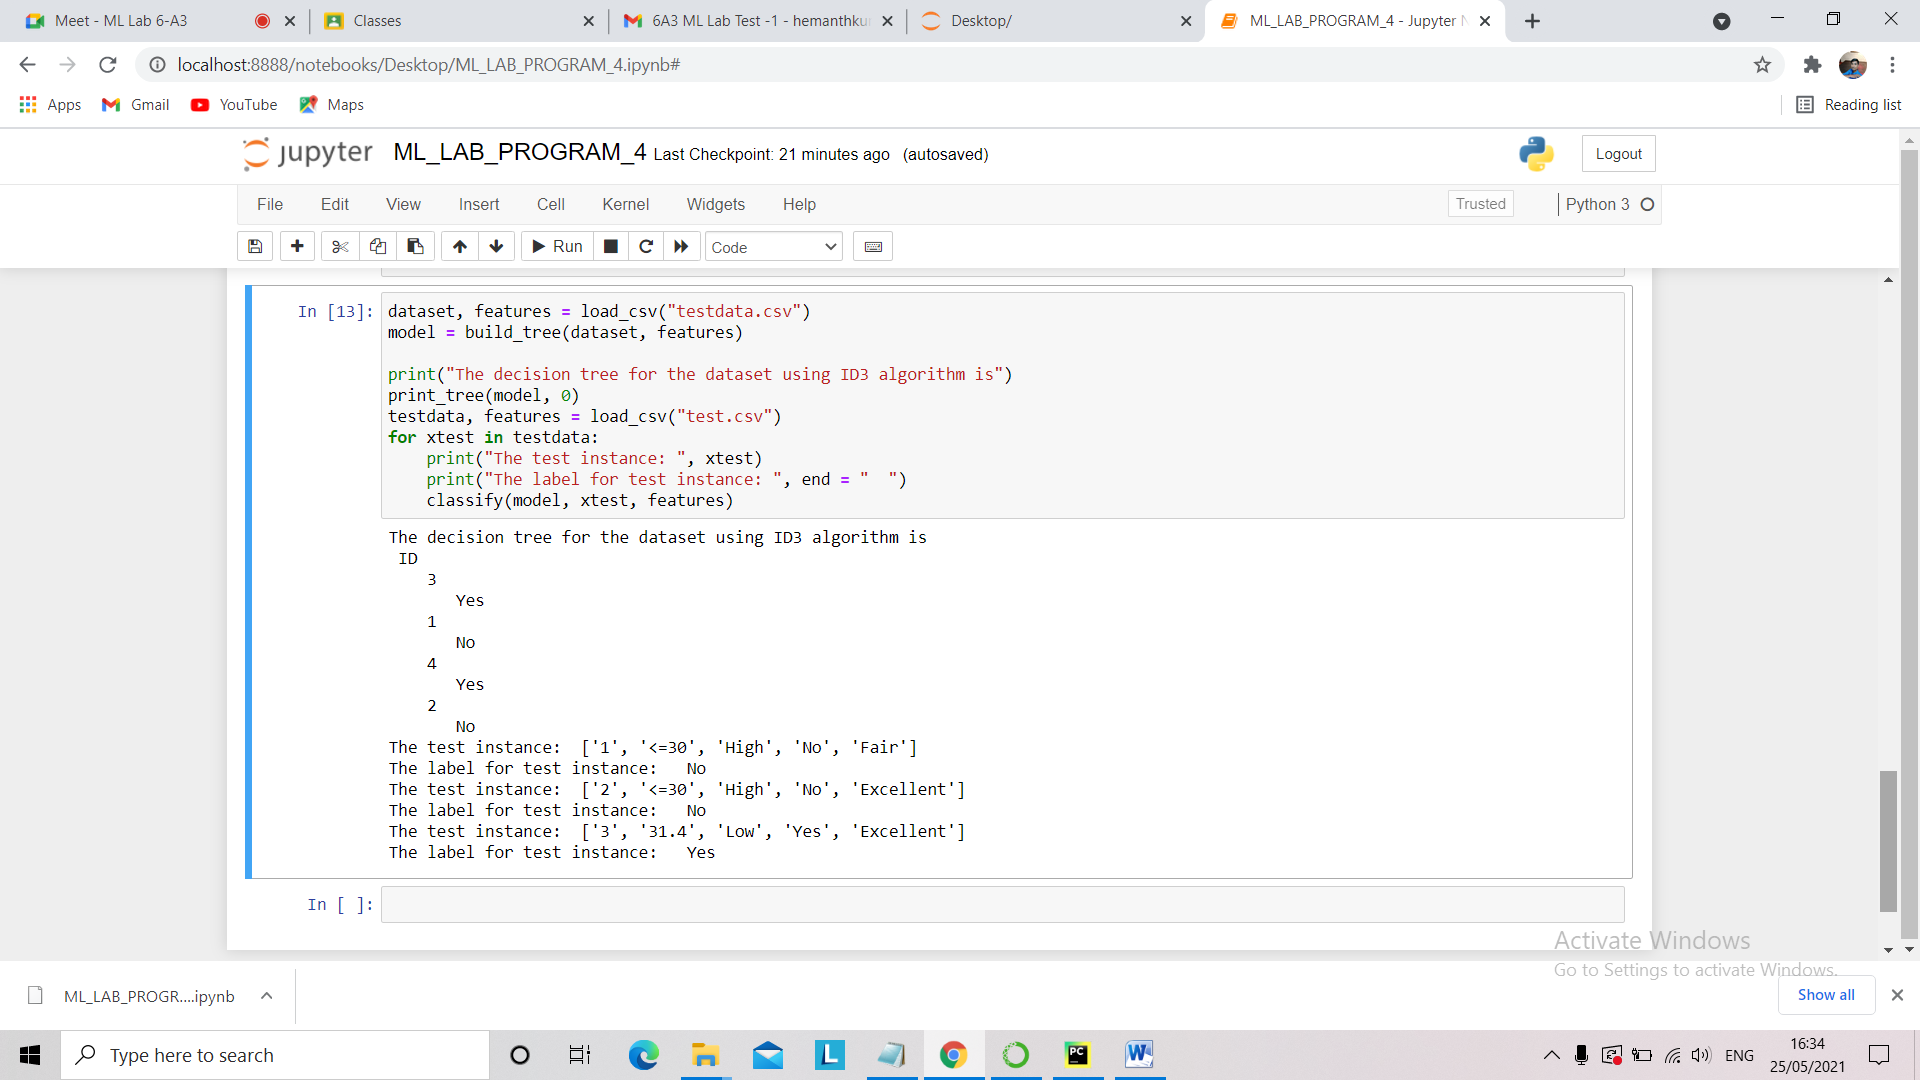 Meet - ML Lab 6-A3
Classes
6A3 ML Lab Test -1 - hemanthku
Desktop/
ML_LAB_PROGRAM_4 - Jupyter
localhost:8888/notebooks/Desktop/ML_LAB_PROGRAM_4.ipynb#
Apps
Gmail
YouTube
Maps
Reading list
jupyter
ML_LAB_PROGRAM_4 Last Checkpoint: 21 minutes ago (autosaved)
Logout
File
Edit
View
Insert
Cell
Kernel
Widgets
Help
Trusted
Python 3
Run
Code
In [13]:
dataset, features = load_csv("testdata.csv")
model = build_tree(dataset, features)
print("The decision tree for the dataset using ID3 algorithm is")
print_tree(model, 0)
testdata, features = load_csv("test.csv")
for xtest in testdata:
    print("The test instance: ", xtest)
    print("The label for test instance: ", end = "  ")
    classify(model, xtest, features)
The decision tree for the dataset using ID3 algorithm is
 ID
    3
       Yes
    1
       No
    4
       Yes
    2
       No
The test instance:  ['1', '<=30', 'High', 'No', 'Fair']
The label for test instance:   No
The test instance:  ['2', '<=30', 'High', 'No', 'Excellent']
The label for test instance:   No
The test instance:  ['3', '31.4', 'Low', 'Yes', 'Excellent']
The label for test instance:   Yes
In [ ]:
Activate Windows
Go to Settings to activate Windows.
ML_LAB_PROGR....ipynb
Show all
Type here to search
L
PC
W
ENG
16:34
25/05/2021